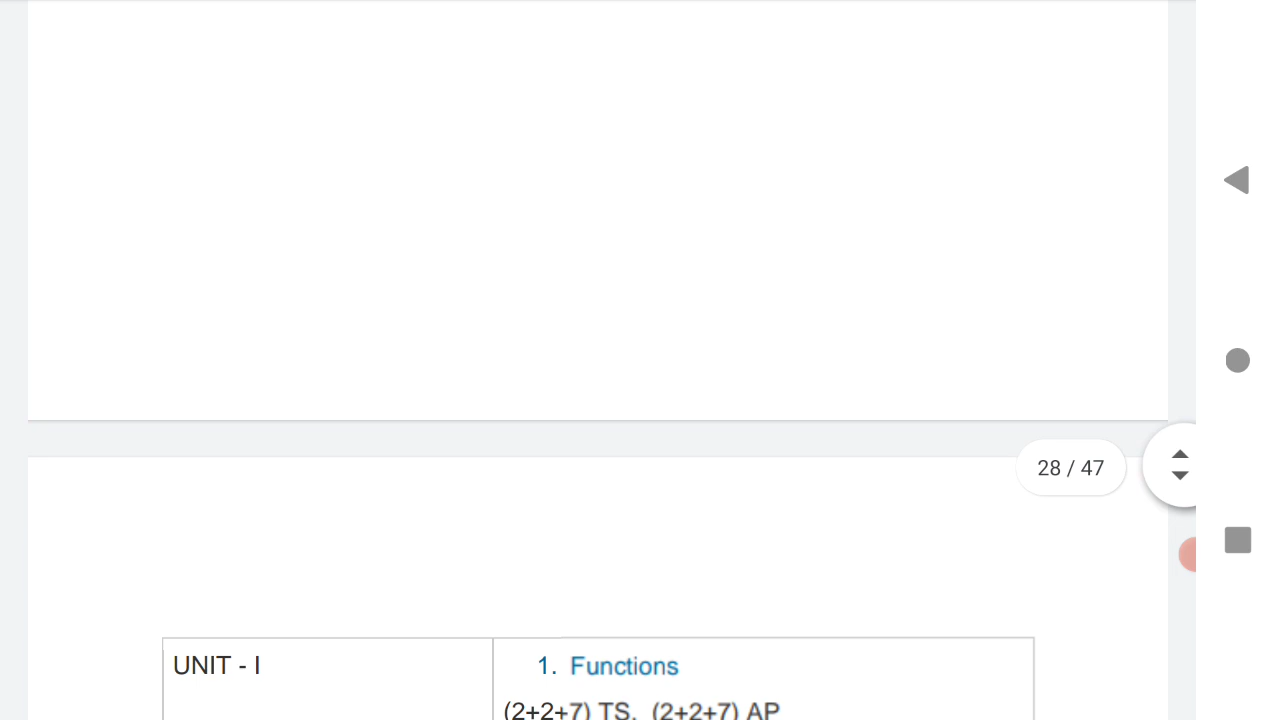 28 / 47
UNIT - I
1. Functions
(2+2+7) TS, (2+2+7) AP